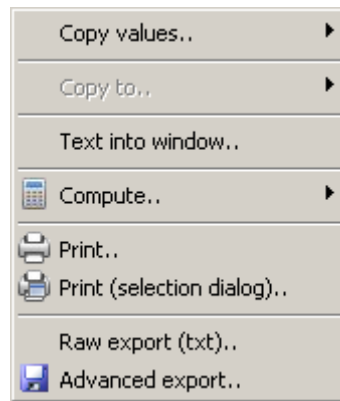 Copy values..
Copy to..
Text into window..
Compute..
Print..
Print (selection dialog)..
Raw export (txt)..
Advanced export..